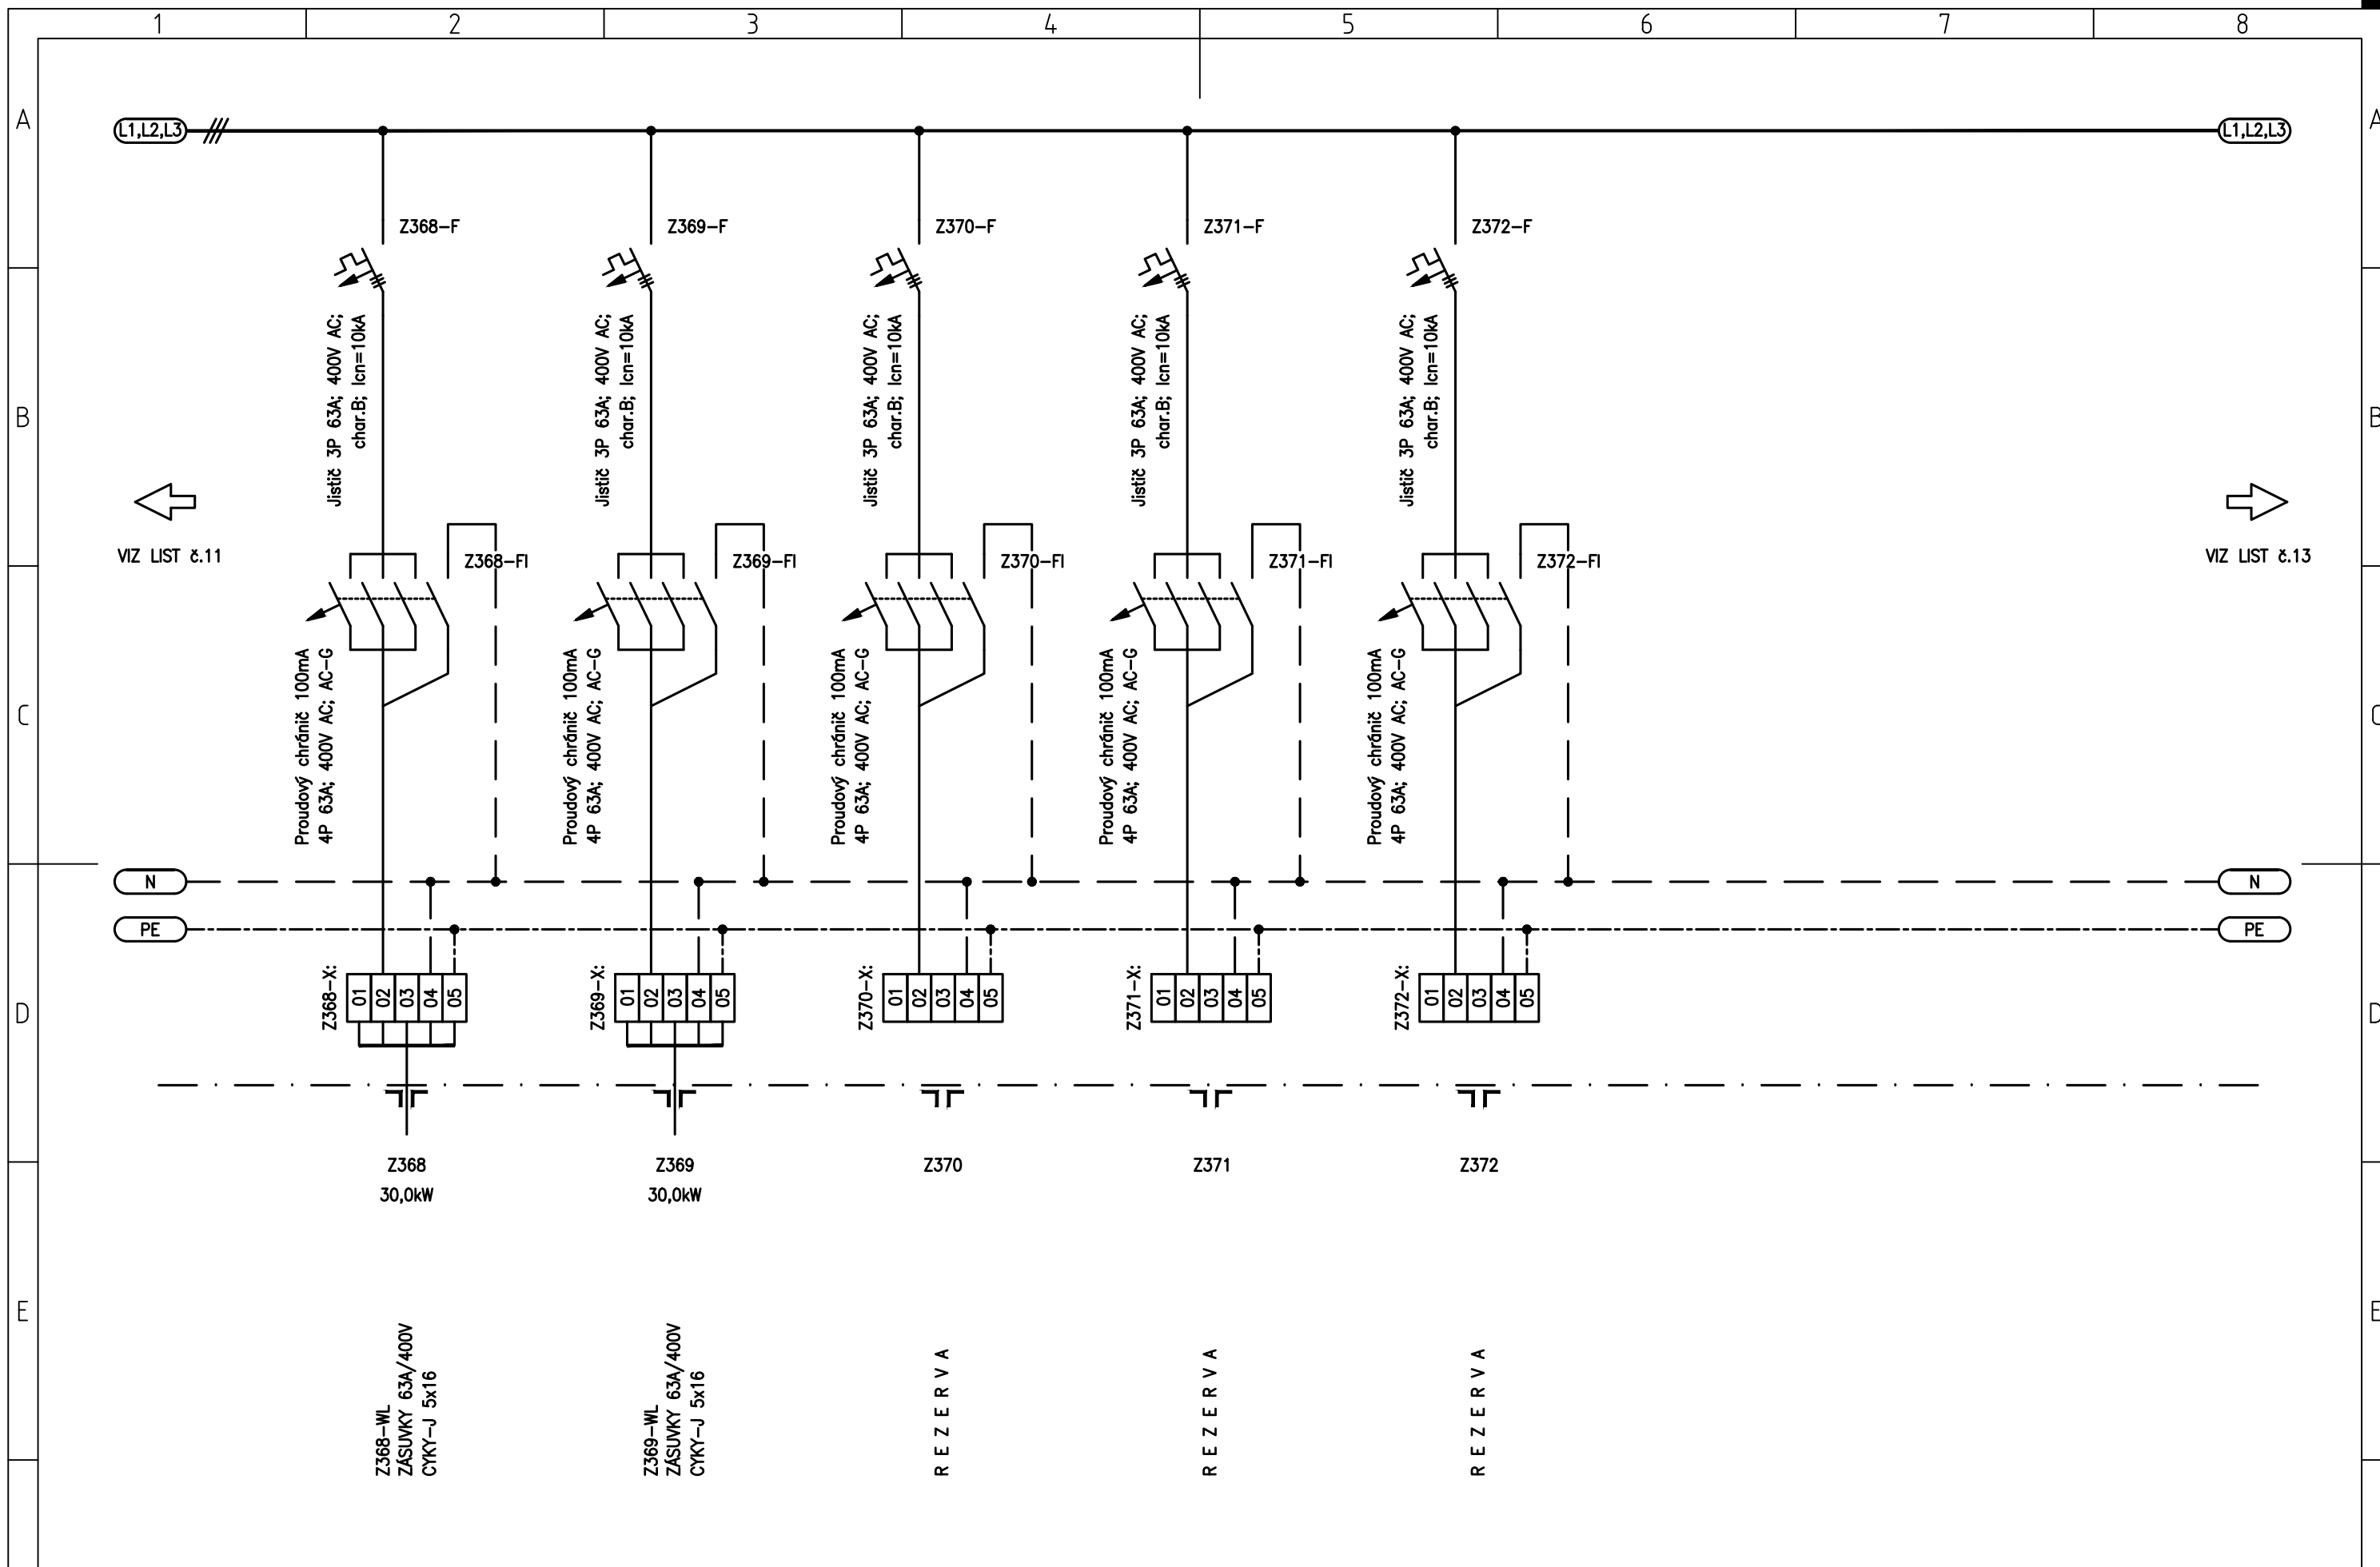 1 2 3 4 5 6 7 8
A A
L1,L2,L3 L1,L2,L3
Z368-F Z369-F Z370-F Z371-F Z372-F
Jistič 3P 63A; 400V AC;
char.B; Icn=10kA
Jistič 3P 63A; 400V AC;
char.B; Icn=10kA
Jistič 3P 63A; 400V AC;
char.B; Icn=10kA
Jistič 3P 63A; 400V AC;
char.B; Icn=10kA
Jistič 3P 63A; 400V AC;
char.B; Icn=10kA
B B
VIZ LIST č.11 VIZ LIST č.13
Z368-FI Z369-FI Z370-FI Z371-FI Z372-FI
Proudový chránič 100mA
4P 63A; 400V AC; AC-G
Proudový chránič 100mA
4P 63A; 400V AC; AC-G
Proudový chránič 100mA
4P 63A; 400V AC; AC-G
Proudový chránič 100mA
4P 63A; 400V AC; AC-G
Proudový chránič 100mA
4P 63A; 400V AC; AC-G
C C
N N
PE PE
D D
Z368-X: 01 02 03 04 05
Z369-X: 01 02 03 04 05
Z370-X: 01 02 03 04 05
Z371-X: 01 02 03 04 05
Z372-X: 01 02 03 04 05
Z368 Z369 Z370 Z371 Z372
30,0kW 30,0kW
E E
Z368-WL
ZÁSUVKY 63A/400V
CYKY-J 5x16
Z369-WL
ZÁSUVKY 63A/400V
CYKY-J 5x16
R E Z E R V A
R E Z E R V A
R E Z E R V A